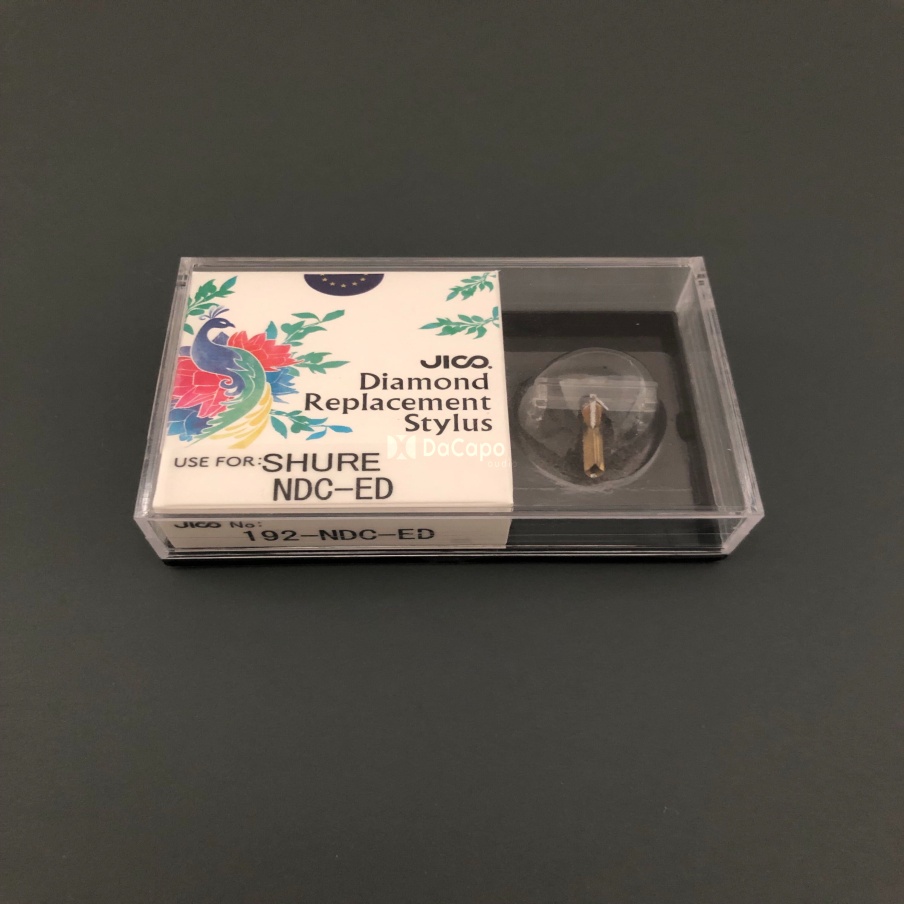 JICO.
Diamond
Replacement
Stylus
DaCapo
USE FOR:SHURE
NDC-ED
JICO No:
192-NDC-ED